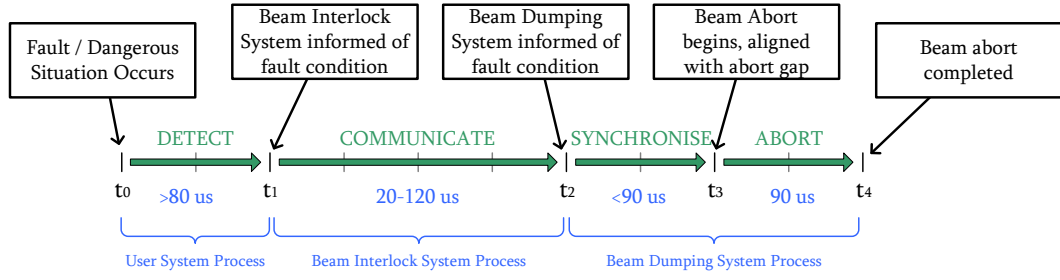 Fault / Dangerous
Situation Occurs
Beam Interlock
System informed of
fault condition
Beam Dumping
System informed of
fault condition
Beam Abort
begins, aligned
with abort gap
Beam abort
completed
DETECT
COMMUNICATE
SYNCHRONISE
ABORT
t0
t1
t2
t3
t4
>80 us
20-120 us
<90 us
90 us
User System Process
Beam Interlock System Process
Beam Dumping System Process